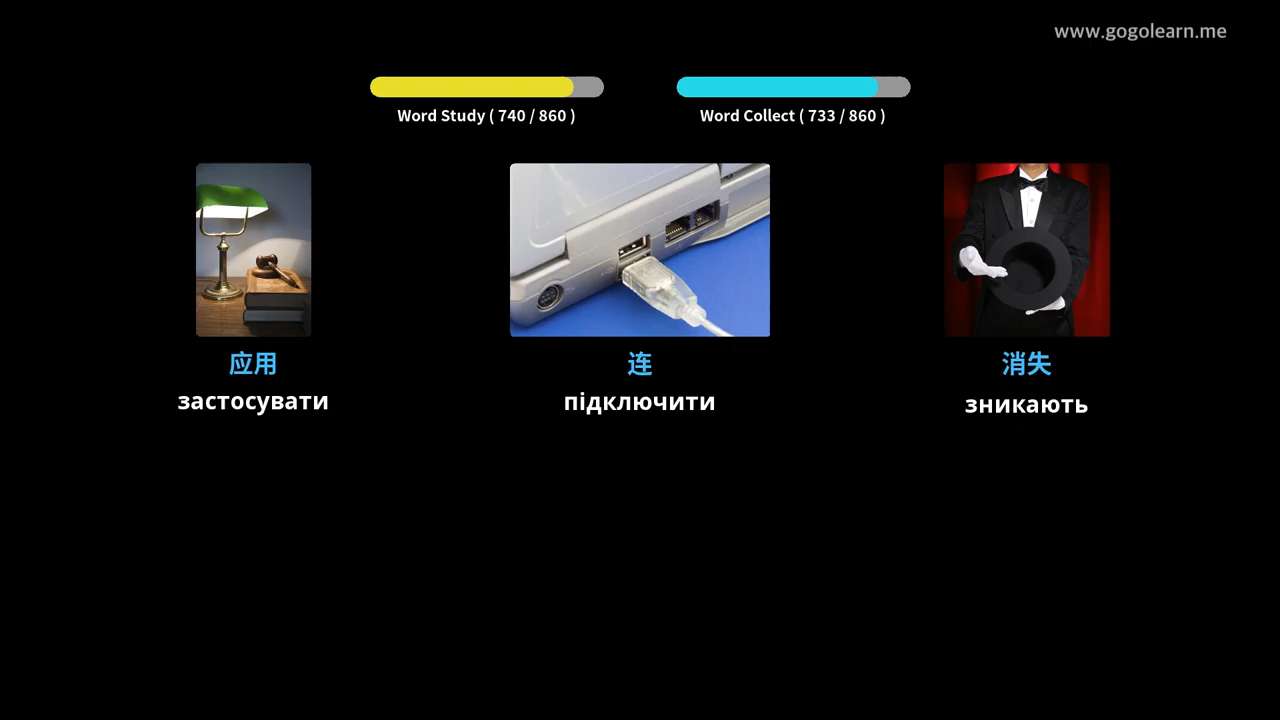 www.gogolearn.me
Word Study ( 740 / 860 )
Word Collect ( 733 / 860 )
应用
застосувати
连
підключити
消失
зникають